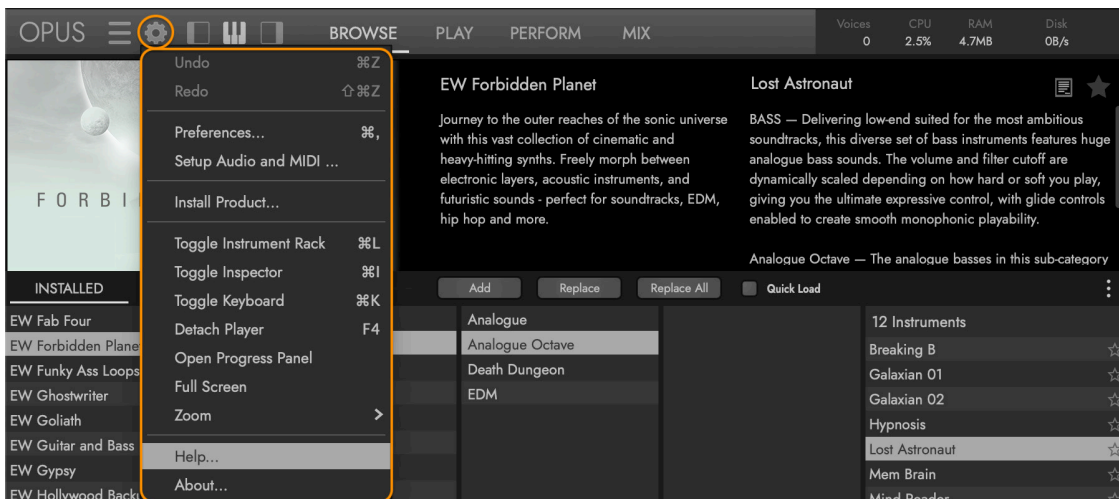 OPUS
BROWSE
PLAY
PERFORM
MIX
Voices
0
CPU
2.5%
RAM
4.7MB
Disk
0B/s
Undo ⌘Z
Redo ⇧⌘Z
Preferences... ⌘,
Setup Audio and MIDI ...
Install Product...
Toggle Instrument Rack ⌘L
Toggle Inspector ⌘I
Toggle Keyboard ⌘K
Detach Player F4
Open Progress Panel
Full Screen
Zoom >
Help...
About...
FORBI
EW Forbidden Planet
Journey to the outer reaches of the sonic universe
with this vast collection of cinematic and
heavy-hitting synths. Freely morph between
electronic layers, acoustic instruments, and
futuristic sounds - perfect for soundtracks, EDM,
hip hop and more.
Lost Astronaut
BASS — Delivering low-end suited for the most ambitious
soundtracks, this diverse set of bass instruments features huge
analogue bass sounds. The volume and filter cutoff are
dynamically scaled depending on how hard or soft you play,
giving you the ultimate expressive control, with glide controls
enabled to create smooth monophonic playability.
Analogue Octave — The analogue basses in this sub-category
INSTALLED
Add
Replace
Replace All
Quick Load
EW Fab Four
EW Forbidden Plane
EW Funky Ass Loops
EW Ghostwriter
EW Goliath
EW Guitar and Bass
EW Gypsy
EW Hollywood Back
Analogue
Analogue Octave
Death Dungeon
EDM
12 Instruments
Breaking B
Galaxian 01
Galaxian 02
Hypnosis
Lost Astronaut
Mem Brain
Mind Reader